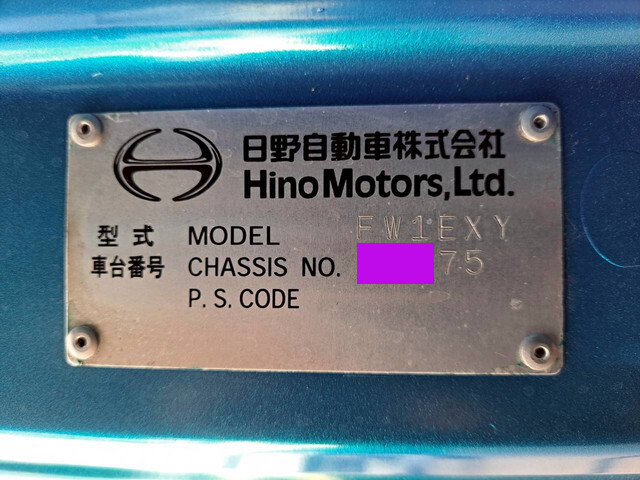 日野自動車株式会社
Hino Motors, Ltd.
型式 MODEL FW1EXY
車台番号 CHASSIS NO. 75
P. S. CODE